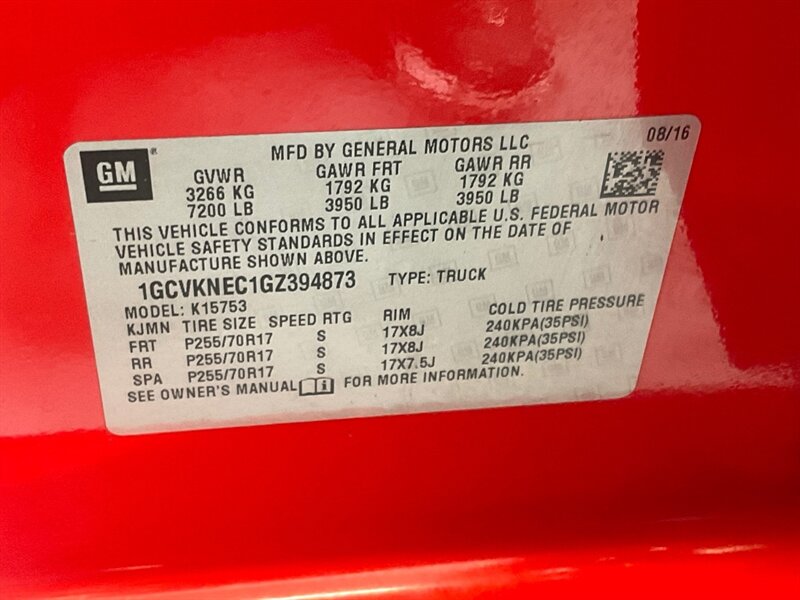 GM®
08/16
MFD BY GENERAL MOTORS LLC
GVWR GAWR FRT GAWR RR
3266 KG 1792 KG 1792 KG
7200 LB 3950 LB 3950 LB
THIS VEHICLE CONFORMS TO ALL APPLICABLE U.S. FEDERAL MOTOR
VEHICLE SAFETY STANDARDS IN EFFECT ON THE DATE OF
MANUFACTURE SHOWN ABOVE.
1GCVKNEC1GZ394873 TYPE: TRUCK
MODEL: K15753
KJMN TIRE SIZE SPEED RTG RIM COLD TIRE PRESSURE
FRT P255/70R17 S 17X8J 240KPA(35PSI)
RR P255/70R17 S 17X8J 240KPA(35PSI)
SPA P255/70R17 S 17X7.5J 240KPA(35PSI)
SEE OWNER'S MANUAL FOR MORE INFORMATION.